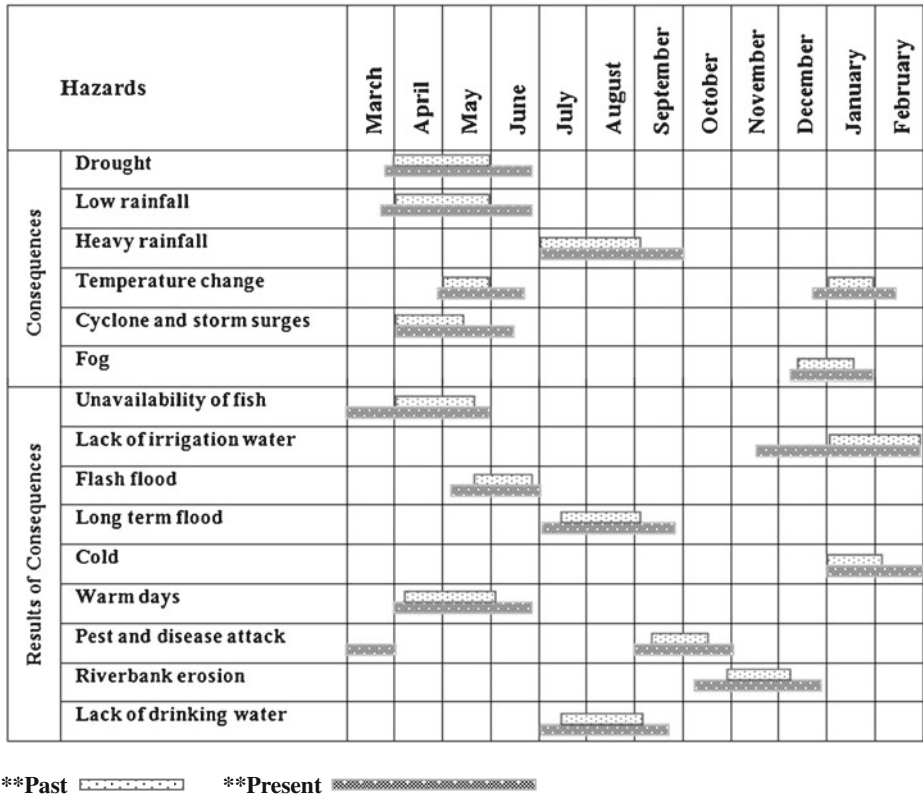 Hazards
March
April
May
June
July
August
September
October
November
December
January
February
Consequences
Drought
Low rainfall
Heavy rainfall
Temperature change
Cyclone and storm surges
Fog
Results of Consequences
Unavailability of fish
Lack of irrigation water
Flash flood
Long term flood
Cold
Warm days
Pest and disease attack
Riverbank erosion
Lack of drinking water
**Past **Present